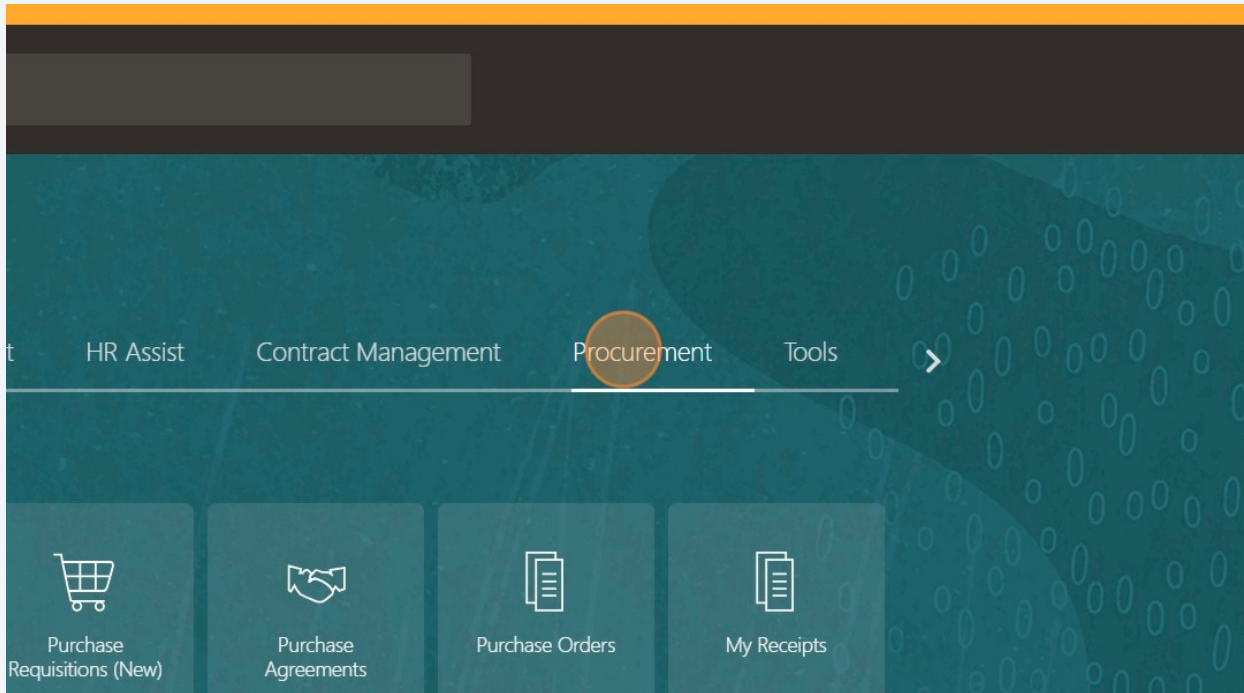 t HR Assist Contract Management Procurement Tools
Purchase Requisitions (New)
Purchase Agreements
Purchase Orders
My Receipts